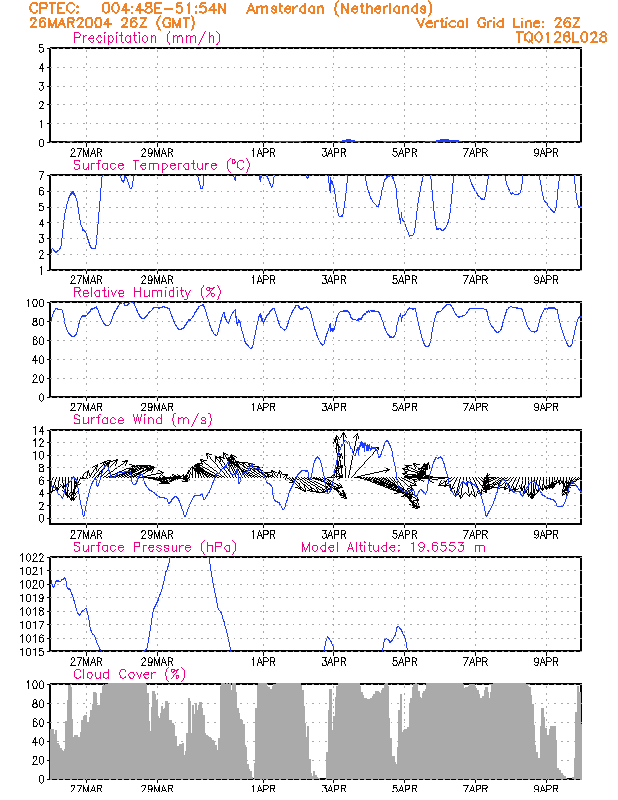 CPTEC: 004:48E-51:54N Amsterdan (Netherlands)
26MAR2004 26Z (GMT) Vertical Grid Line: 26Z
Precipitation (mm/h) TQ0126L028
5
4
3
2
1
0
27MAR 29MAR 1APR 3APR 5APR 7APR 9APR
Surface Temperature (°C)
7
6
5
4
3
2
1
27MAR 29MAR 1APR 3APR 5APR 7APR 9APR
Relative Humidity (%)
100
80
60
40
20
0
27MAR 29MAR 1APR 3APR 5APR 7APR 9APR
Surface Wind (m/s)
14
12
10
8
6
4
2
0
27MAR 29MAR 1APR 3APR 5APR 7APR 9APR
Surface Pressure (hPa) Model Altitude: 19.6553 m
1022
1021
1020
1019
1018
1017
1016
1015
27MAR 29MAR 1APR 3APR 5APR 7APR 9APR
Cloud Cover (%)
100
80
60
40
20
0
27MAR 29MAR 1APR 3APR 5APR 7APR 9APR